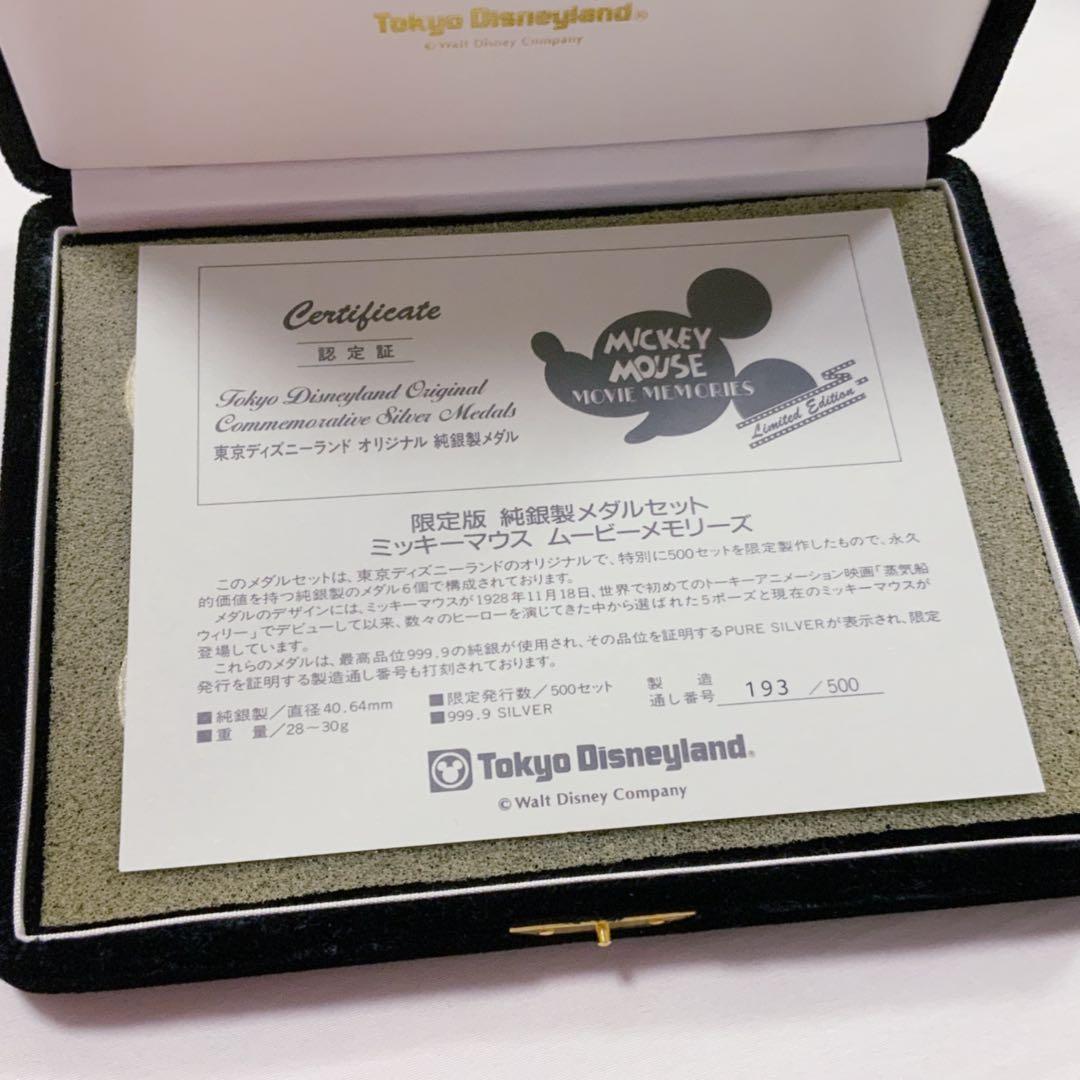 Tokyo Disneyland®
© Walt Disney Company
Certificate
認定証
Tokyo Disneyland Original
Commemorative Silver Medals
東京ディズニーランド オリジナル 純銀製メダル
MICKEY
MOUSE
MOVIE MEMORIES
Limited Edition
限定版 純銀製メダルセット
ミッキーマウス ムービーメモリーズ
このメダルセットは、東京ディズニーランドのオリジナルで、特別に500セットを限定製作したもので、永久
的価値を持つ純銀製のメダル6個で構成されております。
メダルのデザインには、ミッキーマウスが1928年11月18日、世界で初めてのトーキーアニメーション映画「蒸気船
ウィリー」でデビューして以来、数々のヒーローを演じてきた中から選ばれた5ポーズと現在のミッキーマウスが
登場しています。
これらのメダルは、最高品位999.9の純銀が使用され、その品位を証明するPURE SILVERが表示され、限定
発行を証明する製造通し番号も打刻されております。
■純銀製/直径40.64mm
■重 量/28~30g
■限定発行数/500セット
■999.9 SILVER
製 造
通し番号 193 /500
Tokyo Disneyland®
© Walt Disney Company